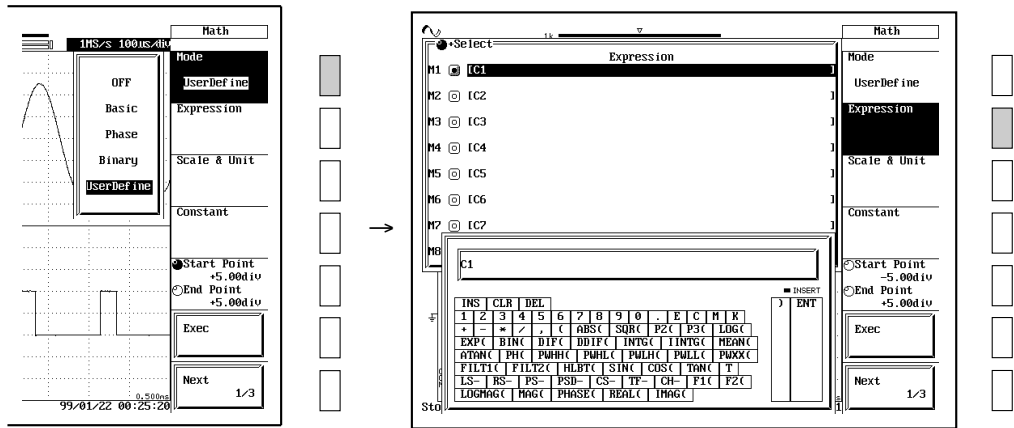 Math
1MS/s 100us/div
Mode
UserDefine
OFF
Basic
Phase
Binary
UserDefine
Expression
Scale & Unit
Constant
Start Point
+5.00div
End Point
+5.00div
Exec
Next
1/3
0.500ns
99/01/22 00:25:20
→
1k
Math
Select
Expression
M1 [C1 ]
M2 [C2 ]
M3 [C3 ]
M4 [C4 ]
M5 [C5 ]
M6 [C6 ]
M7 [C7 ]
M8
Mode
UserDefine
Expression
Scale & Unit
Constant
Start Point
-5.00div
End Point
+5.00div
Exec
Next
1/3
C1
INSERT
INS CLR DEL ) ENT
1 2 3 4 5 6 7 8 9 0 . E C M K
+ - * / , ( ABS( SQR( P2( P3( LOG(
EXP( BIN( DIF( DDIF( INTG( IINTG( MEAN(
ATAN( PH( PWHH( PWHL( PWLH( PWLL( PWXX(
FILT1( FILT2( HLBT( SIN( COS( TAN( T
LS- RS- PS- PSD- CS- TF- CH- F1( F2(
LOGMAG( MAG( PHASE( REAL( IMAG(
Sto